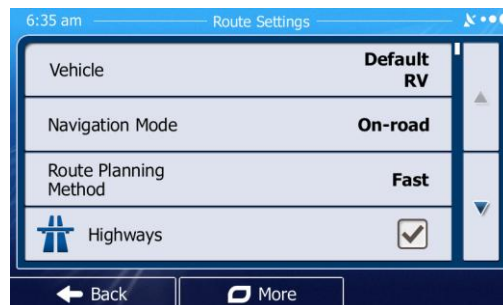 6:35 am
Route Settings
Vehicle
Default
RV
Navigation Mode
On-road
Route Planning
Method
Fast
Highways
Back
More